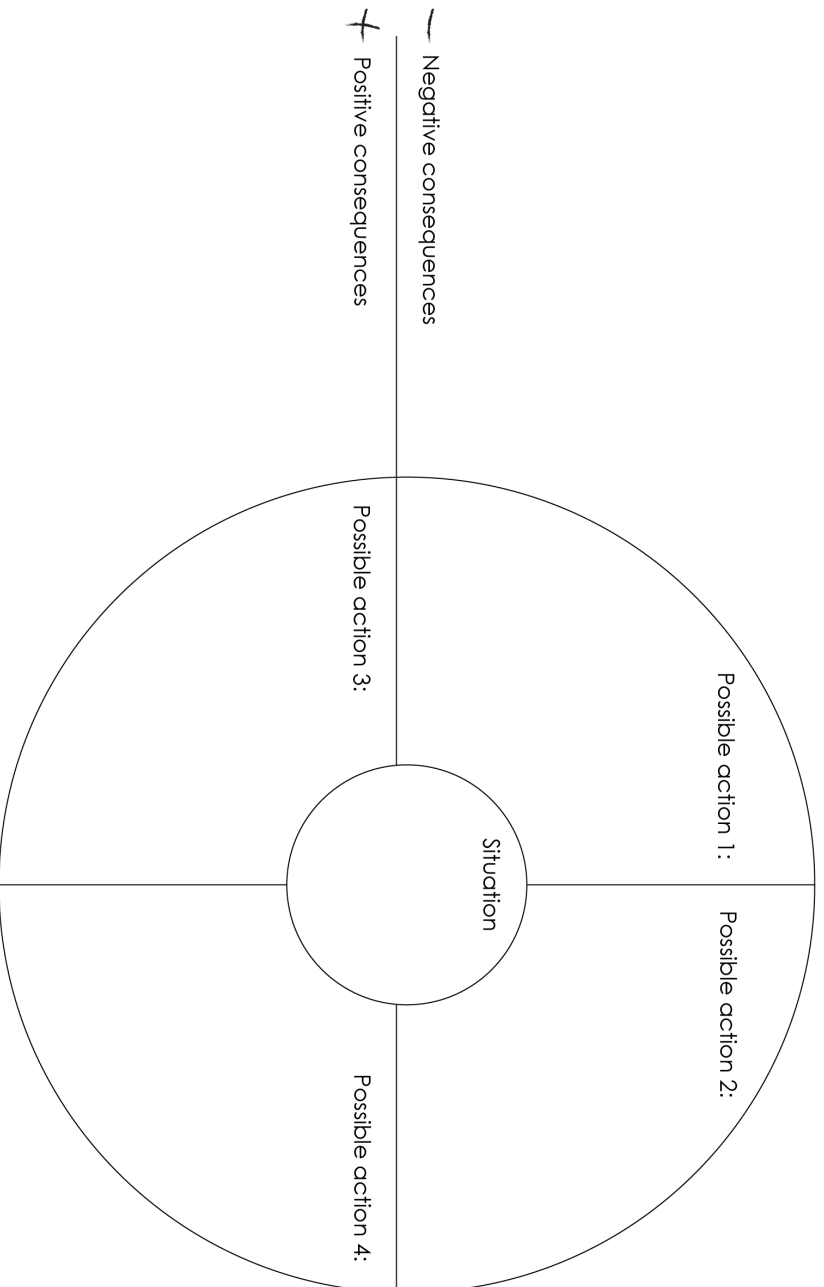 Possible action 1:
Possible action 2:
Situation
– Negative consequences
+ Positive consequences
Possible action 3:
Possible action 4: